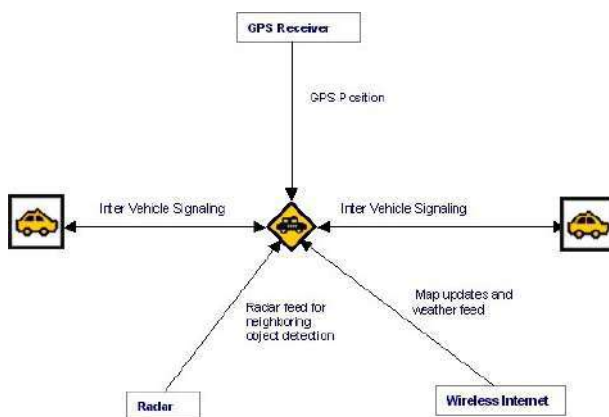 GPS Receiver
GPS Position
Inter Vehicle Signaling
Inter Vehicle Signaling
Radar feed for
neighboring
object detection
Map updates and
weather feed
Radar
Wireless Internet